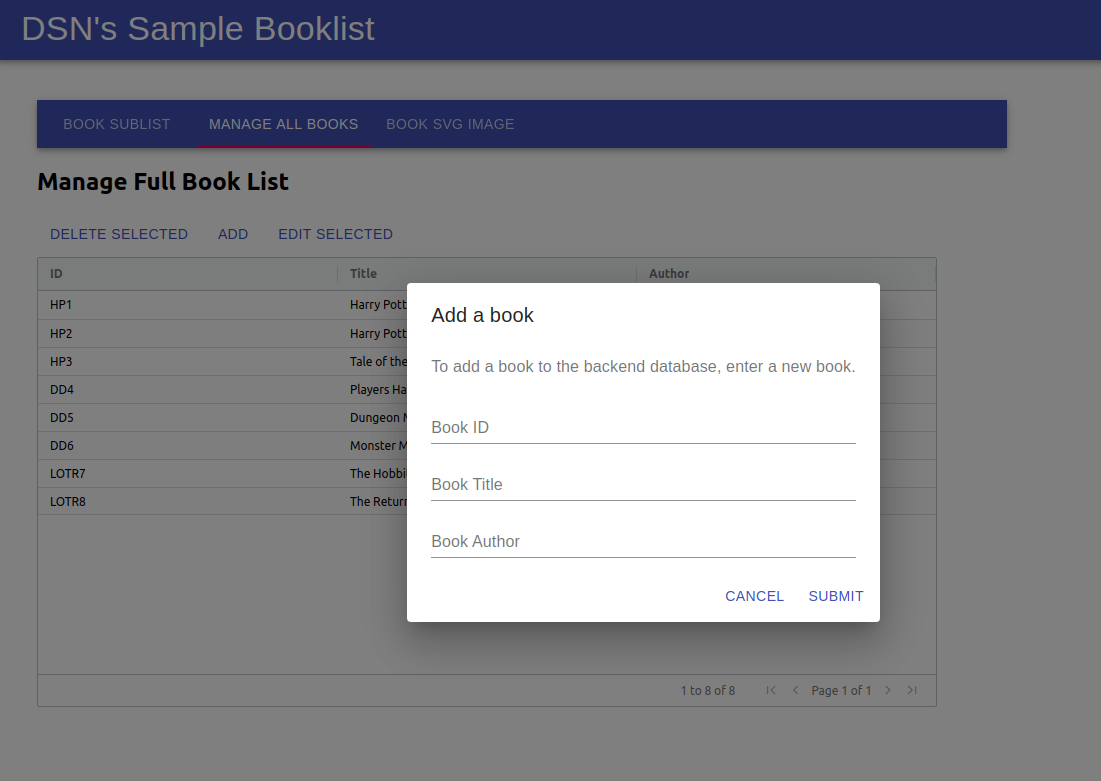 DSN's Sample Booklist
BOOK SUBLIST MANAGE ALL BOOKS BOOK SVG IMAGE
Manage Full Book List
DELETE SELECTED ADD EDIT SELECTED
ID Title Author
HP1 Harry Pott
HP2 Harry Pott
HP3 Tale of the
DD4 Players Ha
DD5 Dungeon
DD6 Monster M
LOTR7 The Hobbi
LOTR8 The Return
Add a book
To add a book to the backend database, enter a new book.
Book ID
Book Title
Book Author
CANCEL SUBMIT
1 to 8 of 8 Page 1 of 1